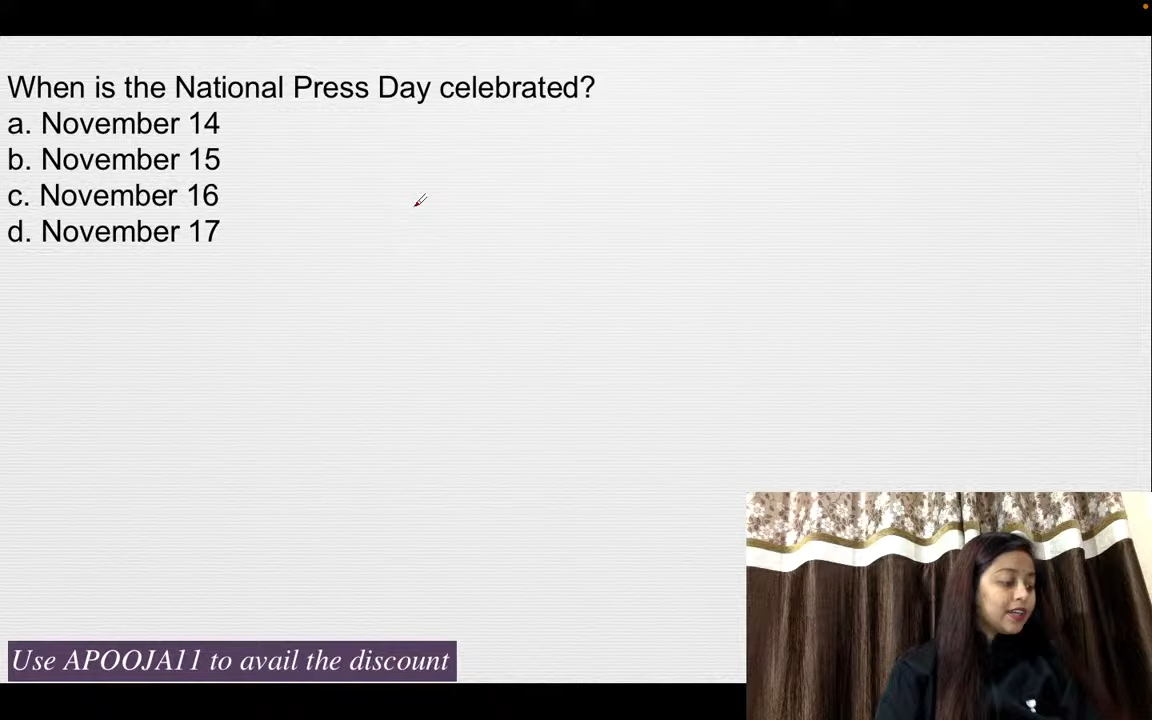 When is the National Press Day celebrated?
a. November 14
b. November 15
c. November 16
d. November 17
Use APOOJA11 to avail the discount